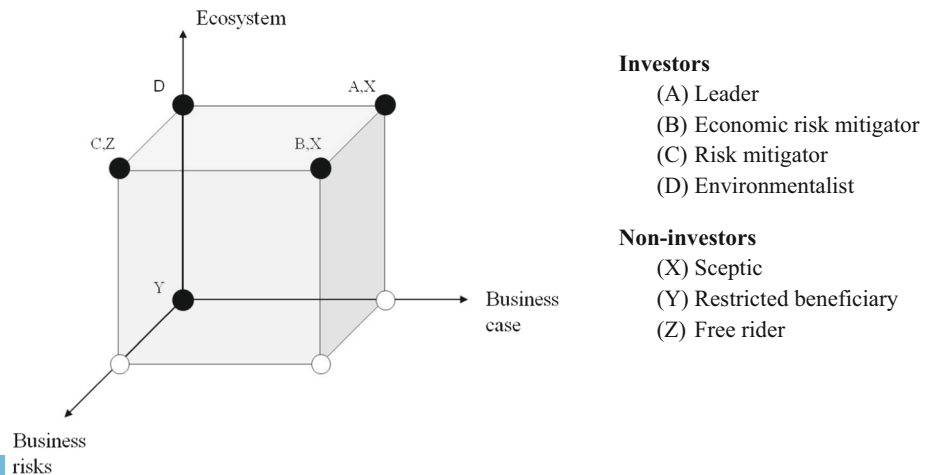 Ecosystem
D
A,X
C,Z
B,X
Y
Business
case
Business
risks
Investors
(A) Leader
(B) Economic risk mitigator
(C) Risk mitigator
(D) Environmentalist
Non-investors
(X) Sceptic
(Y) Restricted beneficiary
(Z) Free rider